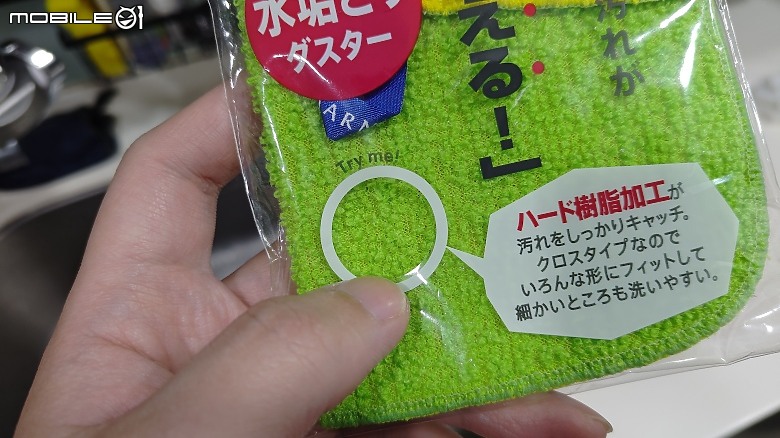 MOBILE01
水垢とり
ダスター
える!」
汚れが
ARN
Try me!
ハード樹脂加工が
汚れをしっかりキャッチ。
クロスタイプなので
いろんな形にフィットして
細かいところも洗いやすい。